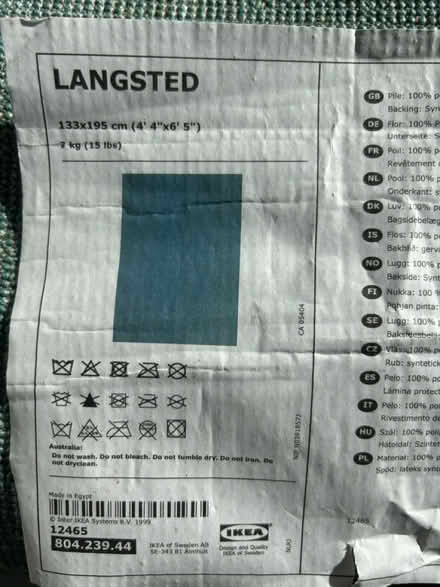 LANGSTED
133x195 cm (4' 4"x6' 5")
7 kg (15 lbs)
CA 05404
Australia:
Do not wash. Do not bleach. Do not tumble dry. Do not iron. Do
not dryclean.
Made in Egypt
© Inter IKEA Systems B.V. 1999
12465
804.239.44
IKEA of Sweden AB
SE-343 81 Älmhult
IKEA
Design and Quality
IKEA of Sweden
GB Pile: 100% p
Backing: Syn
DE Flor: 100% P
Unterseite: S
FR Poil: 100% p
Revêtement d
NL Pool: 100% p
Onderkant: s
DK Luv: 100% p
Bagsidebelæg
IS Flos: 100% po
Bakhlið: gerva
NO Lugg: 100% p
Bakside: Synt
FI Nukka: 100 %
Pohjan pinta:
SE Lugg: 100% p
CZ Vlas: 100% p
Rub: syntetick
ES Pelo: 100% po
Lámina protect
IT Pelo: 100% po
Rivestimento de
HU Szál: 100% poli
Hátoldal: Szintet
PL Materiał: 100% p
Spód: lateks synt
12465